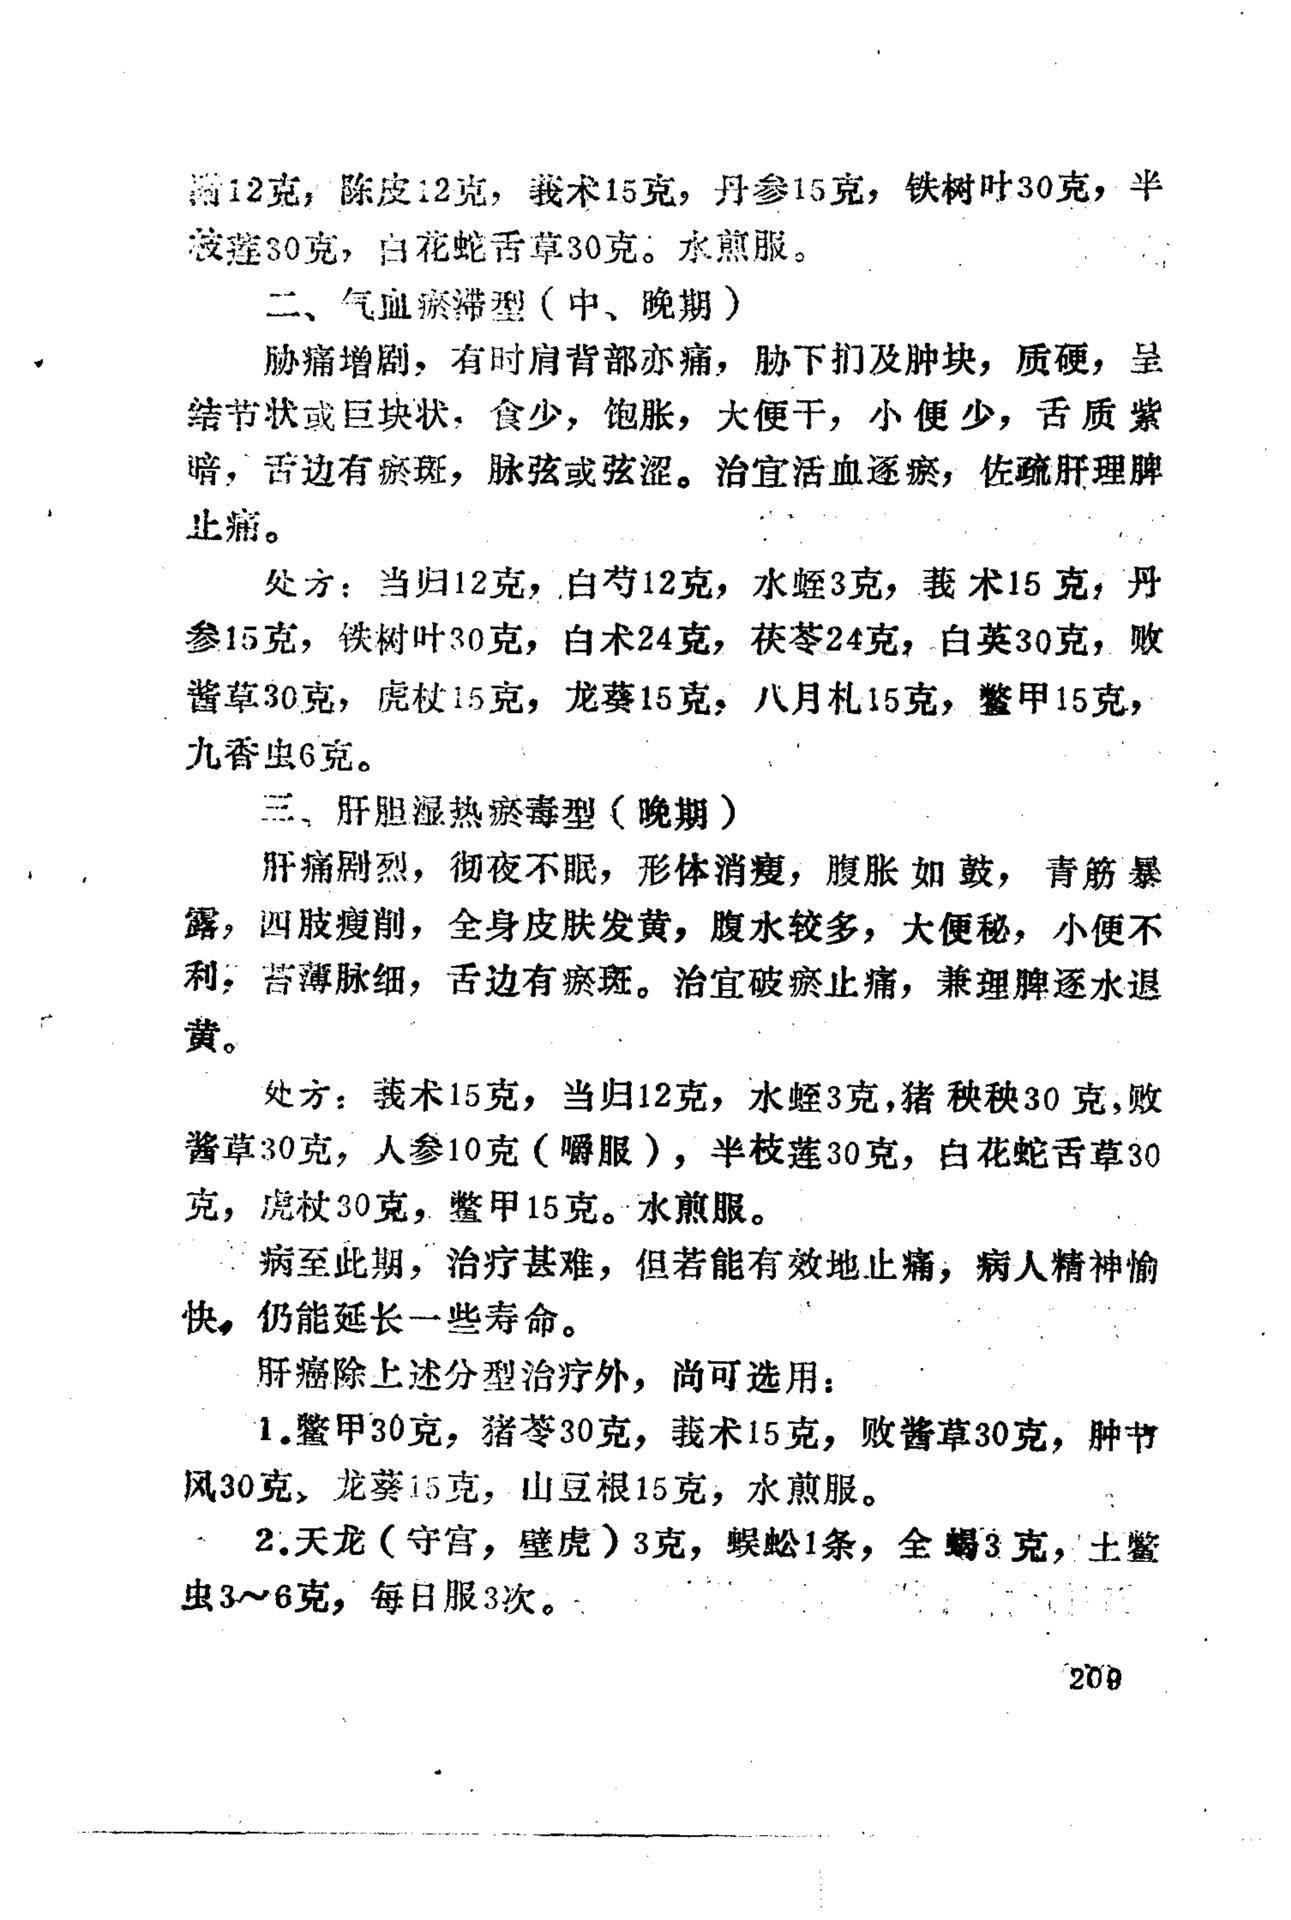 12克，陈皮12克，莪术15克，丹参15克，铁树叶30克，半
枝莲30克，白花蛇舌草30克。水煎服。
二、气血瘀滞型（中、晚期）
胁痛增剧，有时肩背部亦痛，胁下扪及肿块，质硬，呈
结节状或巨块状，食少，饱胀，大便干，小便少，舌质紫
暗，舌边有瘀斑，脉弦或弦涩。治宜活血逐瘀，佐疏肝理脾
止痛。
处方：当归12克，白芍12克，水蛭3克，莪术15克，丹
参15克，铁树叶30克，白术24克，茯苓24克，白英30克，败
酱草30克，虎杖15克，龙葵15克，八月札15克，鳖甲15克，
九香虫6克。
三、肝胆湿热瘀毒型（晚期）
肝痛剧烈，彻夜不眠，形体消瘦，腹胀如鼓，青筋暴
露，四肢瘦削，全身皮肤发黄，腹水较多，大便秘，小便不
利，苔薄脉细，舌边有瘀斑。治宜破瘀止痛，兼理脾逐水退
黄。
处方：莪术15克，当归12克，水蛭3克，猪秧秧30克，败
酱草30克，人参10克（嚼服），半枝莲30克，白花蛇舌草30
克，虎杖30克，鳖甲15克。水煎服。
病至此期，治疗甚难，但若能有效地止痛，病人精神愉
快，仍能延长一些寿命。
肝癌除上述分型治疗外，尚可选用：
1.鳖甲30克，猪苓30克，莪术15克，败酱草30克，肿节
风30克、龙葵15克，山豆根15克，水煎服。
2.天龙（守宫，壁虎）3克，蜈蚣1条，全蝎3克，土鳖
虫3～6克，每日服3次。
209